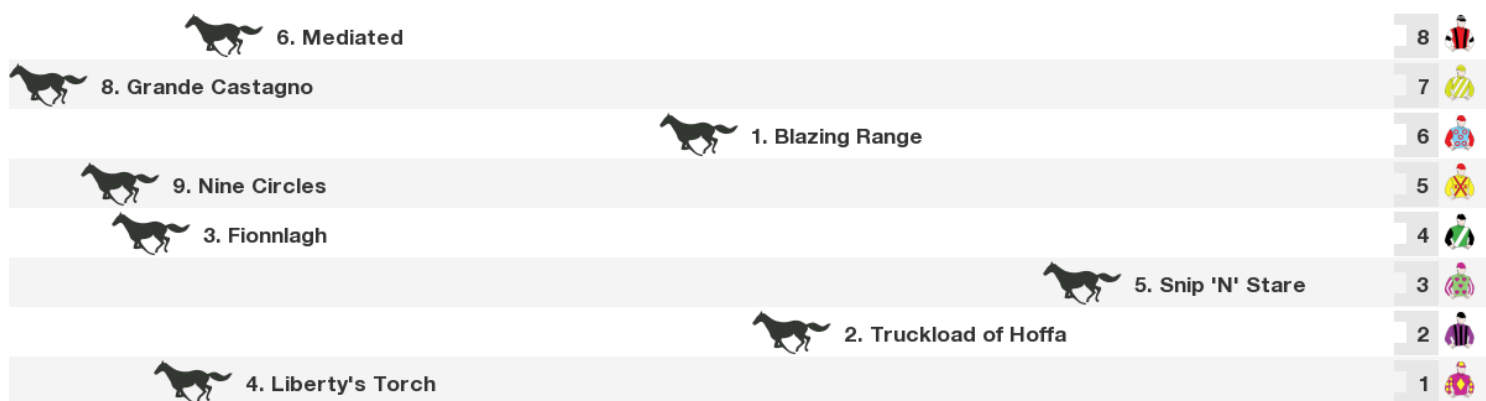 6. Mediated 8
8. Grande Castagno 7
1. Blazing Range 6
9. Nine Circles 5
3. Fionnlagh 4
5. Snip 'N' Stare 3
2. Truckload of Hoffa 2
4. Liberty's Torch 1